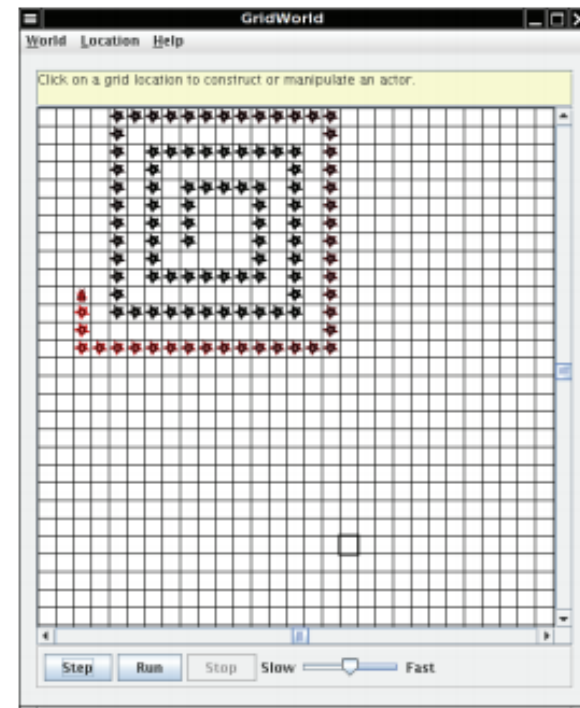 GridWorld
World Location Help
Click on a grid location to construct or manipulate an actor.
Step Run Stop Slow Fast